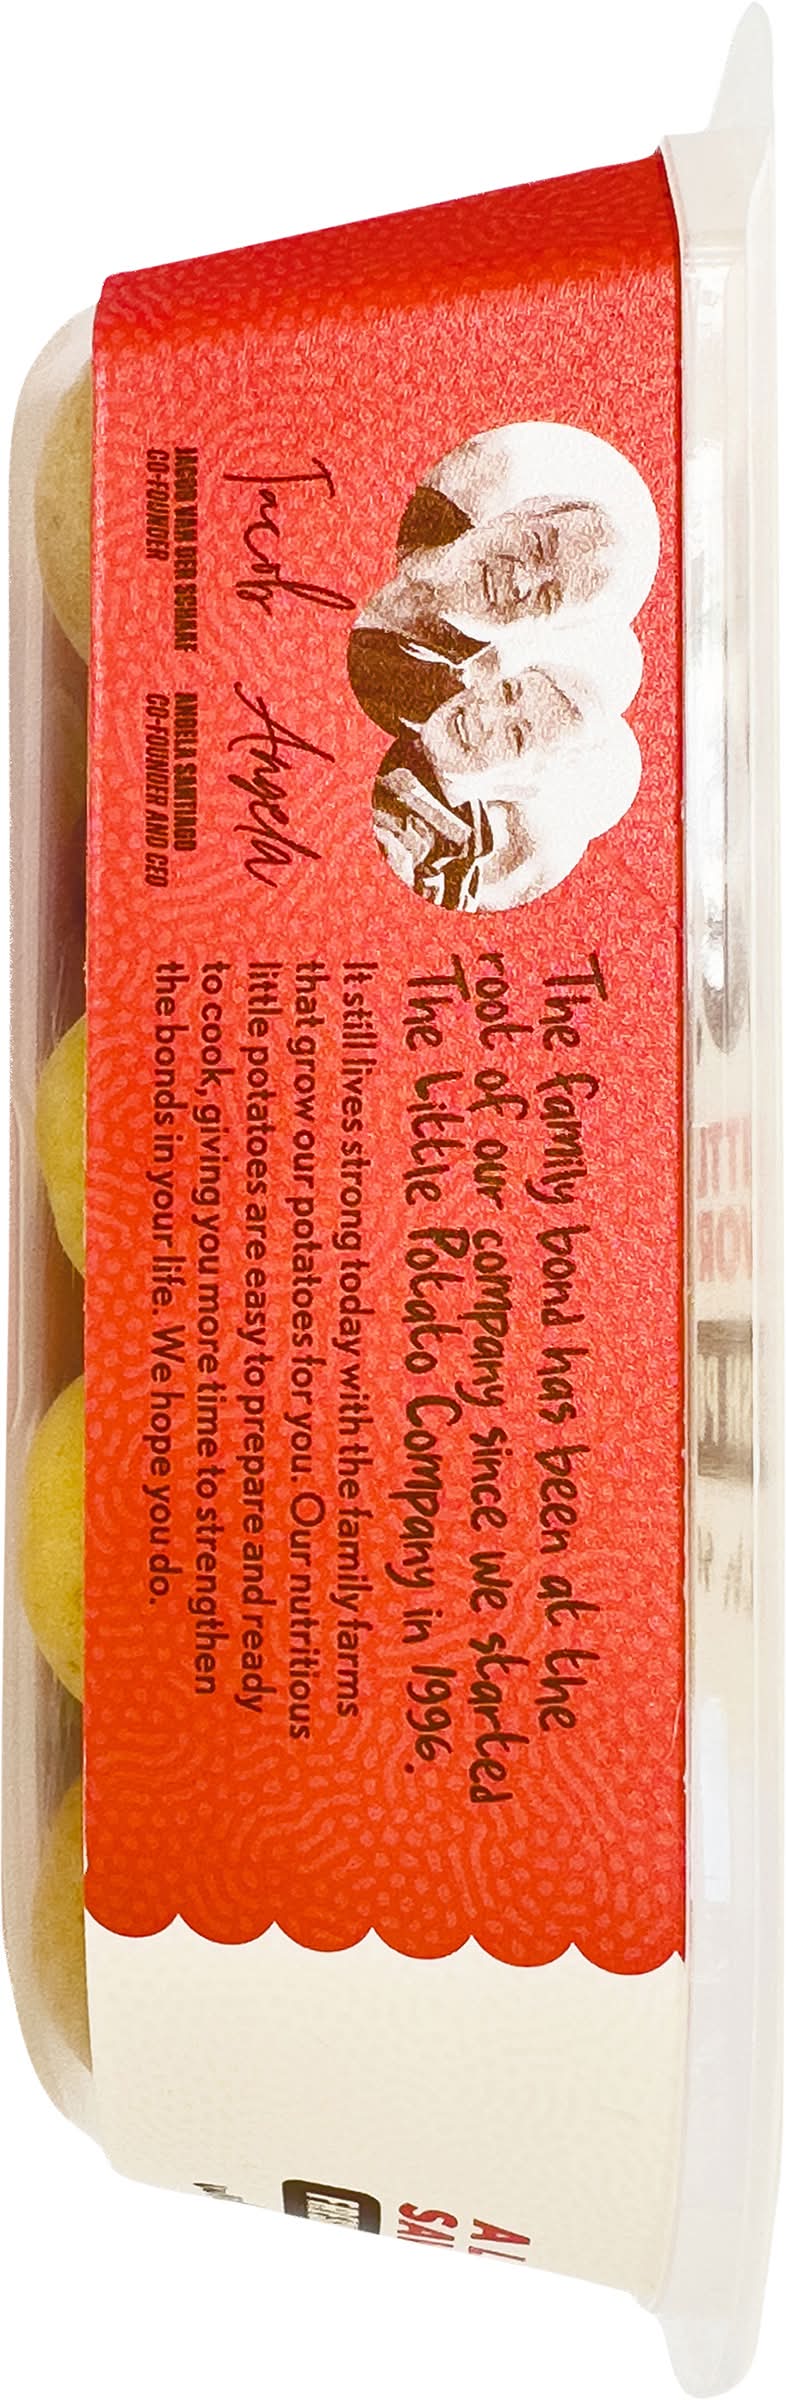 The family bond has been at the
root of our company since we started
The Little Potato Company in 1996.
It still lives strong today with the family farms
that grow our potatoes for you. Our nutritious
little potatoes are easy to prepare and ready
to cook, giving you more time to strengthen
the bonds in your life. We hope you do.
Jacob Angela
JACOB VAN DER SCHAAF ANGELA SANTIAGO
CO-FOUNDER CO-FOUNDER AND CEO